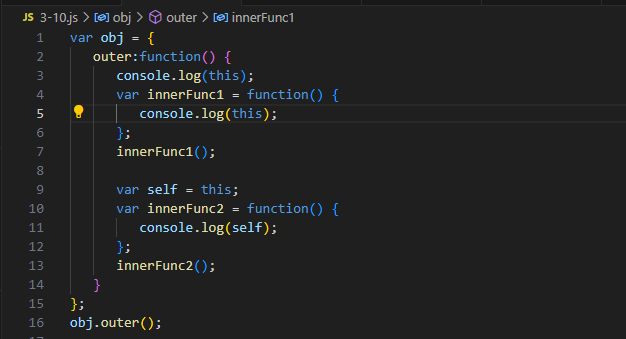 JS 3-10.js > obj > outer > innerFunc1
1 var obj = {
2 outer:function() {
3 console.log(this);
4 var innerFunc1 = function() {
5 console.log(this);
6 };
7 innerFunc1();
8
9 var self = this;
10 var innerFunc2 = function() {
11 console.log(self);
12 };
13 innerFunc2();
14 }
15 };
16 obj.outer();